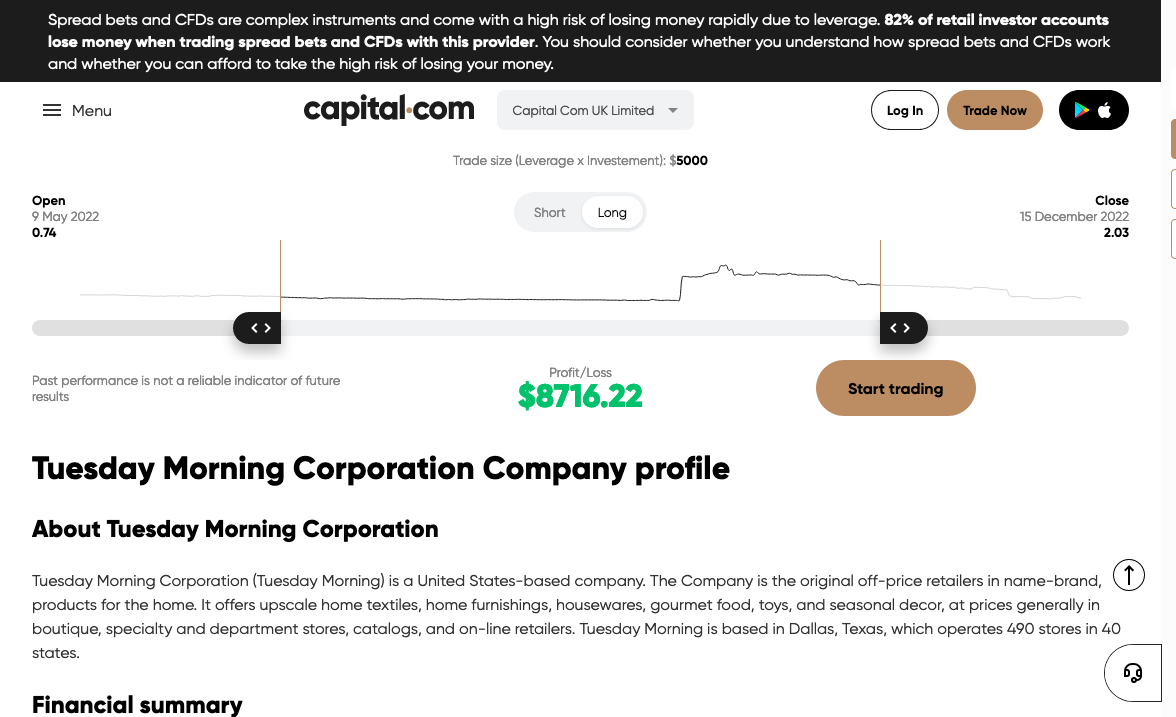 Spread bets and CFDs are complex instruments and come with a high risk of losing money rapidly due to leverage. 82% of retail investor accounts
lose money when trading spread bets and CFDs with this provider. You should consider whether you understand how spread bets and CFDs work
and whether you can afford to take the high risk of losing your money.
Menu
capital.com
Capital Com UK Limited
Log In
Trade Now
Trade size (Leverage x Investement): $5000
Open
9 May 2022
0.74
Short
Long
Close
15 December 2022
2.03
Past performance is not a reliable indicator of future
results
Profit/Loss
$8716.22
Start trading
Tuesday Morning Corporation Company profile
About Tuesday Morning Corporation
Tuesday Morning Corporation (Tuesday Morning) is a United States-based company. The Company is the original off-price retailers in name-brand,
products for the home. It offers upscale home textiles, home furnishings, housewares, gourmet food, toys, and seasonal decor, at prices generally in
boutique, specialty and department stores, catalogs, and on-line retailers. Tuesday Morning is based in Dallas, Texas, which operates 490 stores in 40
states.
Financial summary